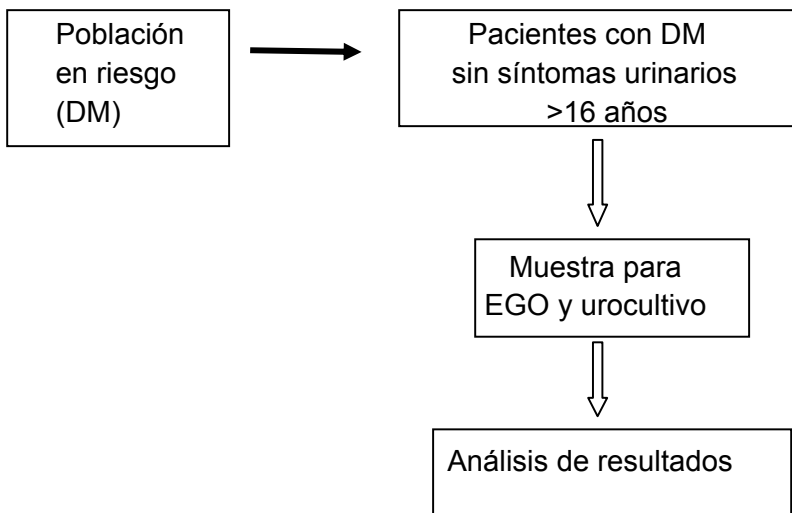 Población
en riesgo
(DM)
Pacientes con DM
sin síntomas urinarios
>16 años
Muestra para
EGO y urocultivo
Análisis de resultados